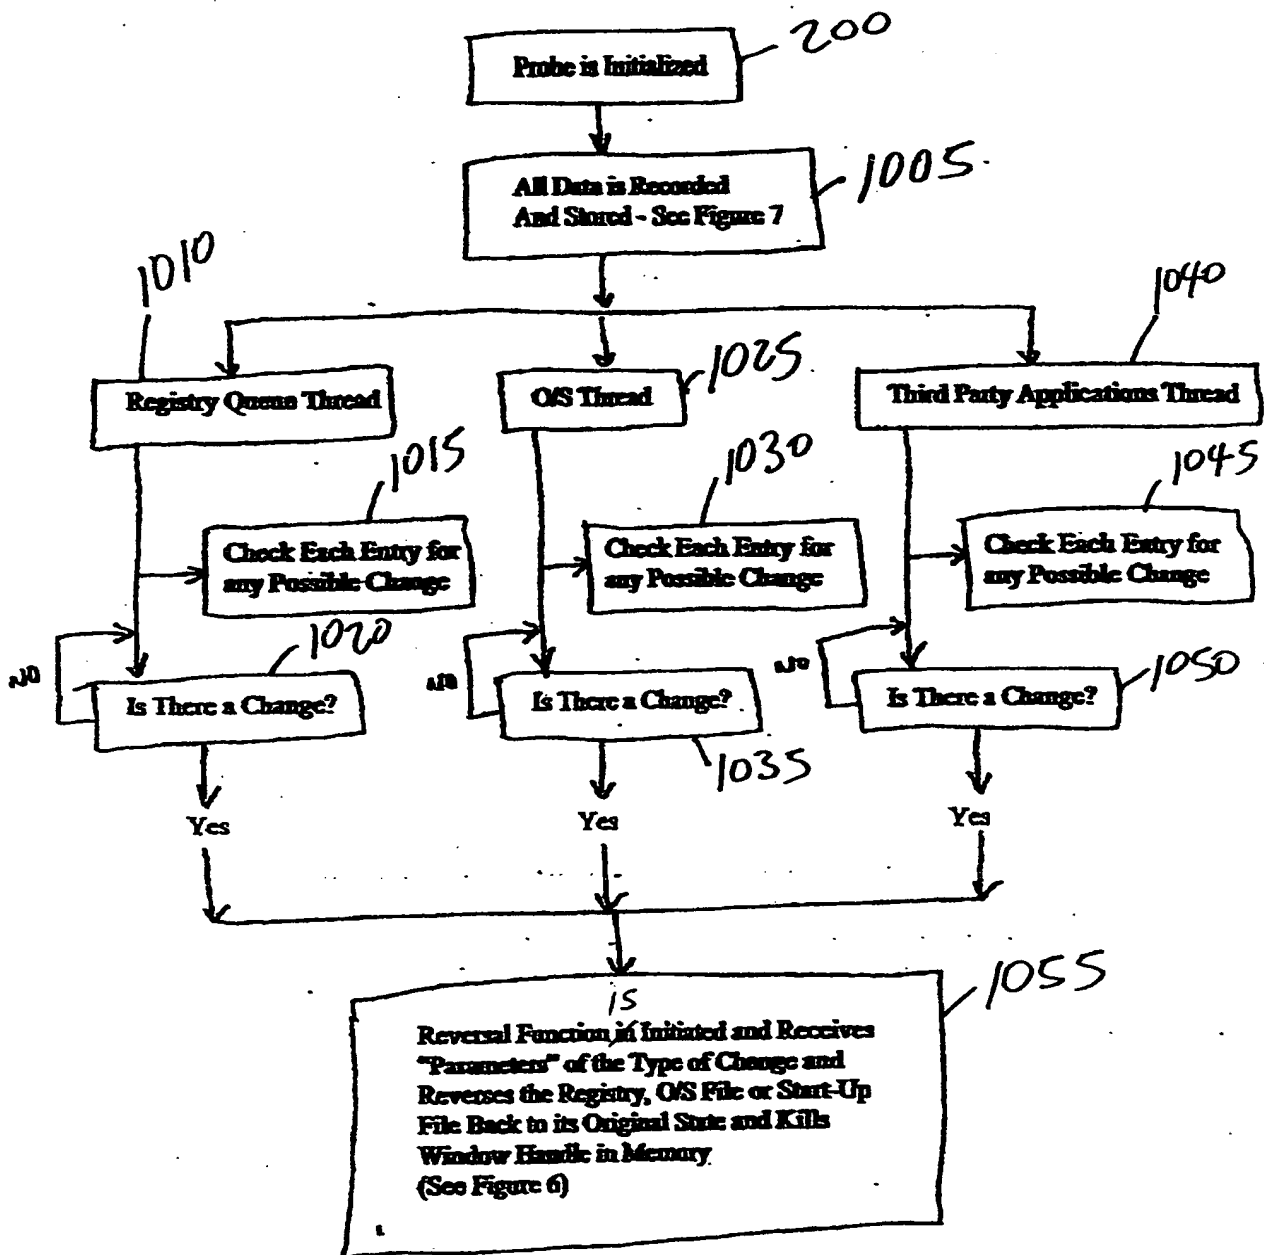 200
Probe is Initialized
1005
All Data is Recorded
And Stored - See Figure 7
1010
1025
1040
Registry Queue Thread
O/S Thread
Third Party Applications Thread
1015
1030
1045
Check Each Entry for
any Possible Change
Check Each Entry for
any Possible Change
Check Each Entry for
any Possible Change
1020
No
Is There a Change?
No
Is There a Change?
1035
No
Is There a Change?
1050
Yes
Yes
Yes
1055
is
Reversal Function in Initiated and Receives
"Parameters" of the Type of Change and
Reverses the Registry, O/S File or Start-Up
File Back to its Original State and Kills
Window Handle in Memory.
(See Figure 6)